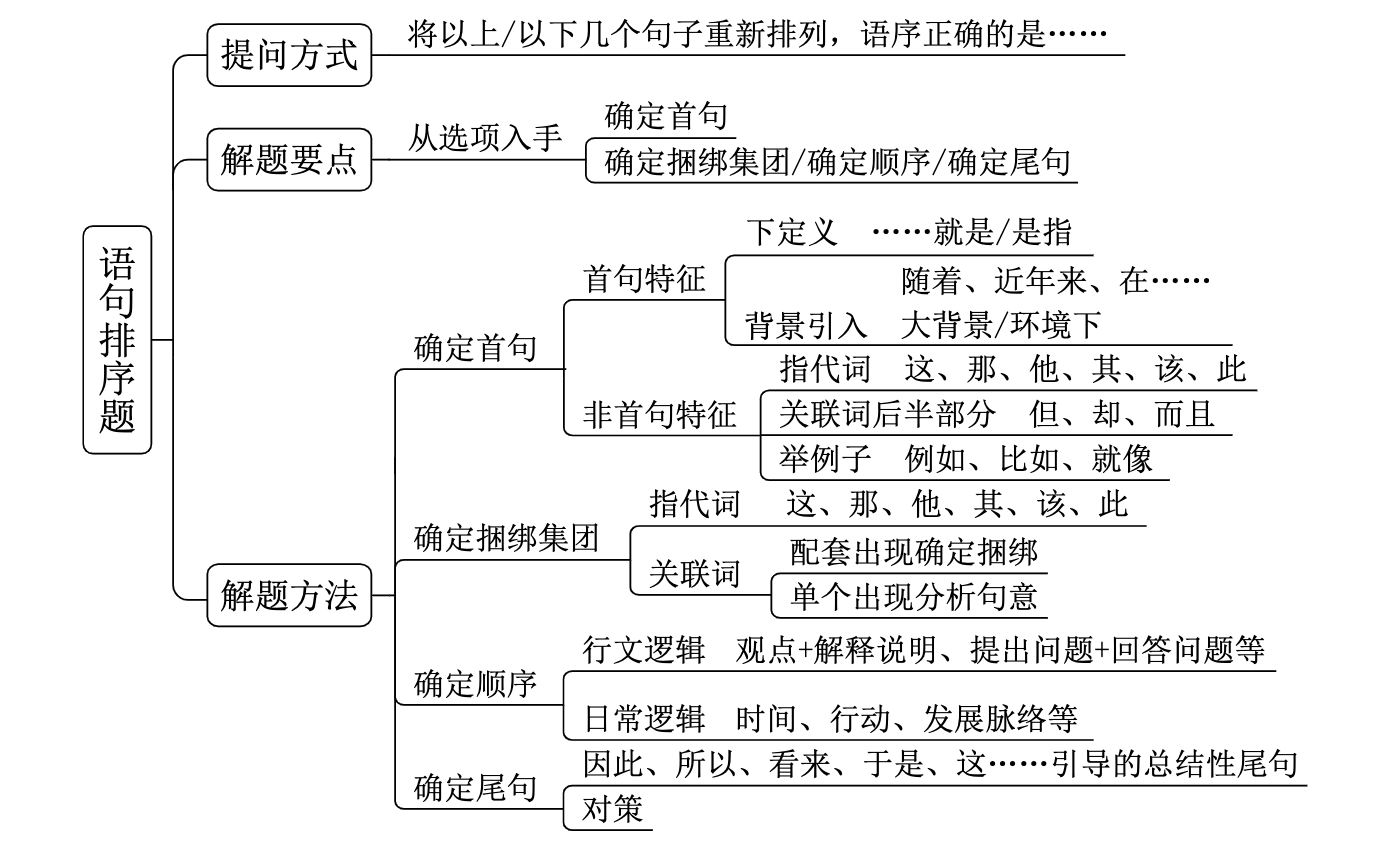 语句排序题
提问方式
将以上/以下几个句子重新排列，语序正确的是……
解题要点
从选项入手
确定首句
确定捆绑集团/确定顺序/确定尾句
解题方法
确定首句
首句特征
下定义 ……就是/是指
随着、近年来、在……
背景引入 大背景/环境下
非首句特征
指代词 这、那、他、其、该、此
关联词后半部分 但、却、而且
举例子 例如、比如、就像
确定捆绑集团
指代词 这、那、他、其、该、此
关联词
配套出现确定捆绑
单个出现分析句意
确定顺序
行文逻辑 观点+解释说明、提出问题+回答问题等
日常逻辑 时间、行动、发展脉络等
确定尾句
因此、所以、看来、于是、这……引导的总结性尾句
对策